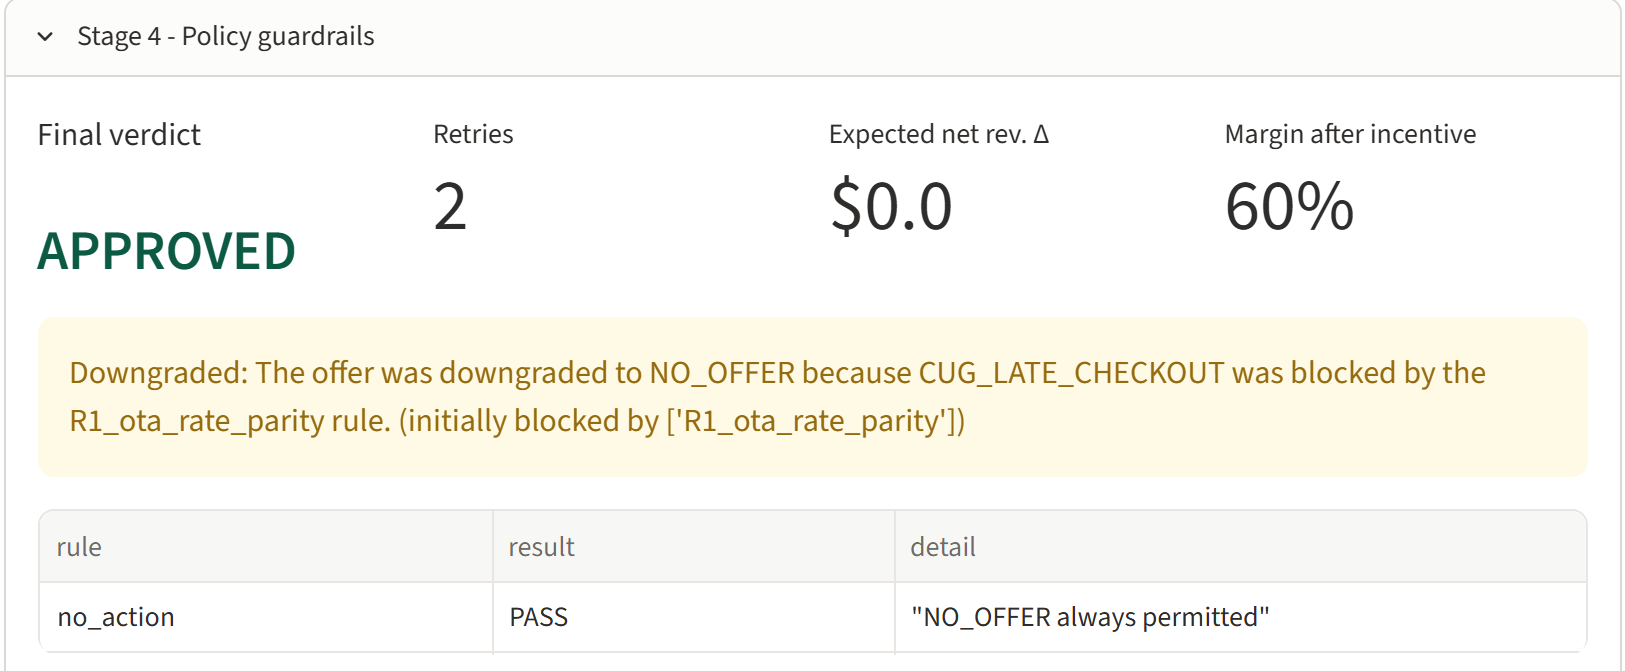 Stage 4 - Policy guardrails
Final verdict
Retries
Expected net rev. Δ
Margin after incentive
APPROVED
2
$0.0
60%
Downgraded: The offer was downgraded to NO_OFFER because CUG_LATE_CHECKOUT was blocked by the
R1_ota_rate_parity rule. (initially blocked by ['R1_ota_rate_parity'])
rule
result
detail
no_action
PASS
"NO_OFFER always permitted"